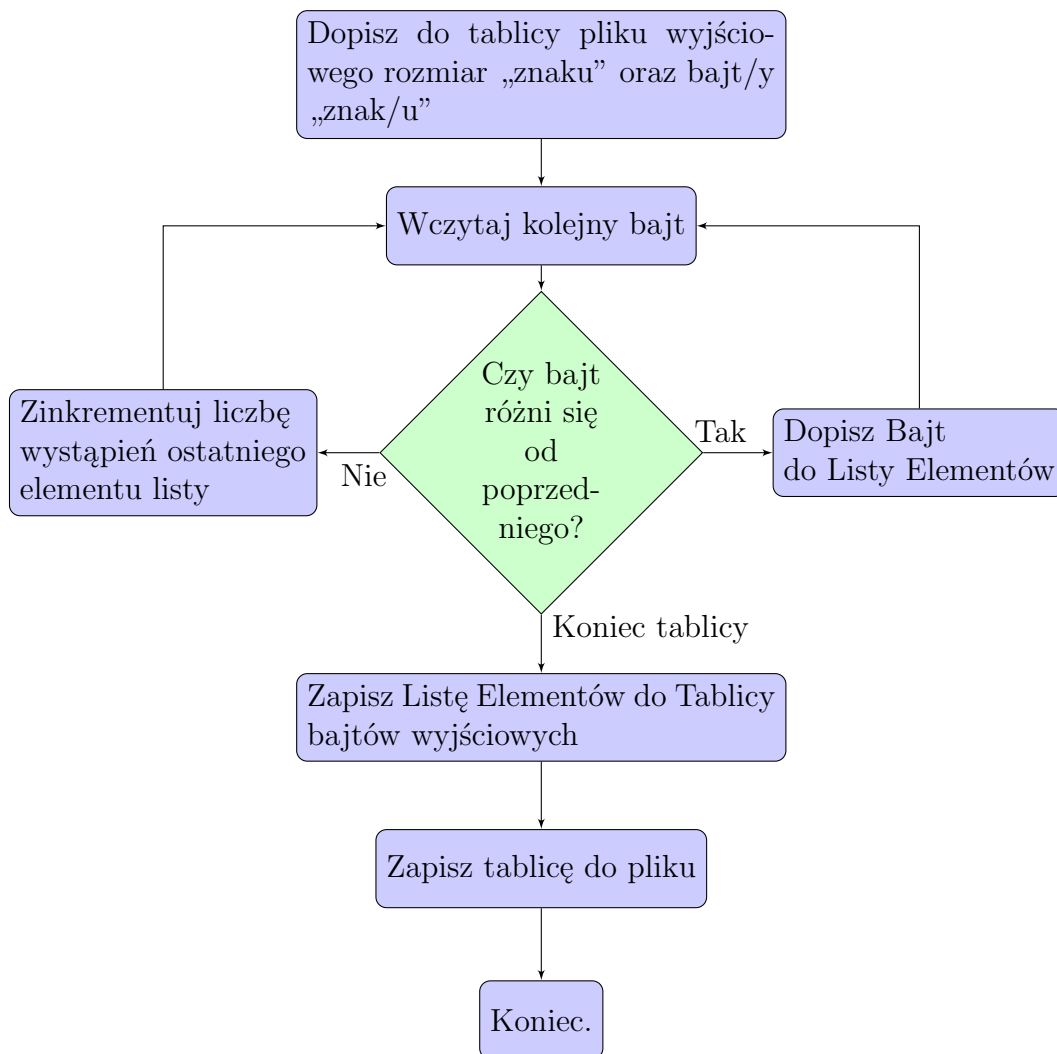 Dopisz do tablicy pliku wyjścio-
wego rozmiar „znaku” oraz bajt/y
„znak/u”
Wczytaj kolejny bajt
Czy bajt
różni się
od
poprzed-
niego?
Zinkrementuj liczbę
wystąpień ostatniego
elementu listy
Nie
Tak
Dopisz Bajt
do Listy Elementów
Koniec tablicy
Zapisz Listę Elementów do Tablicy
bajtów wyjściowych
Zapisz tablicę do pliku
Koniec.